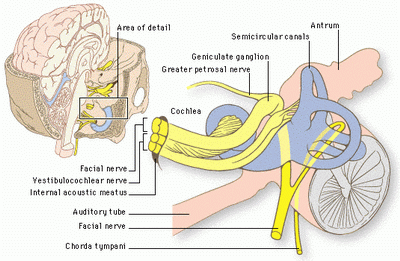 Area of detail
Antrum
Semicircular canals
Geniculate ganglion
Greater petrosal nerve
Cochlea
Facial nerve
Yestibulocochlear nerve
Internal acoustic meatus
Auditory tube
Facial nerve
Chorda tympani